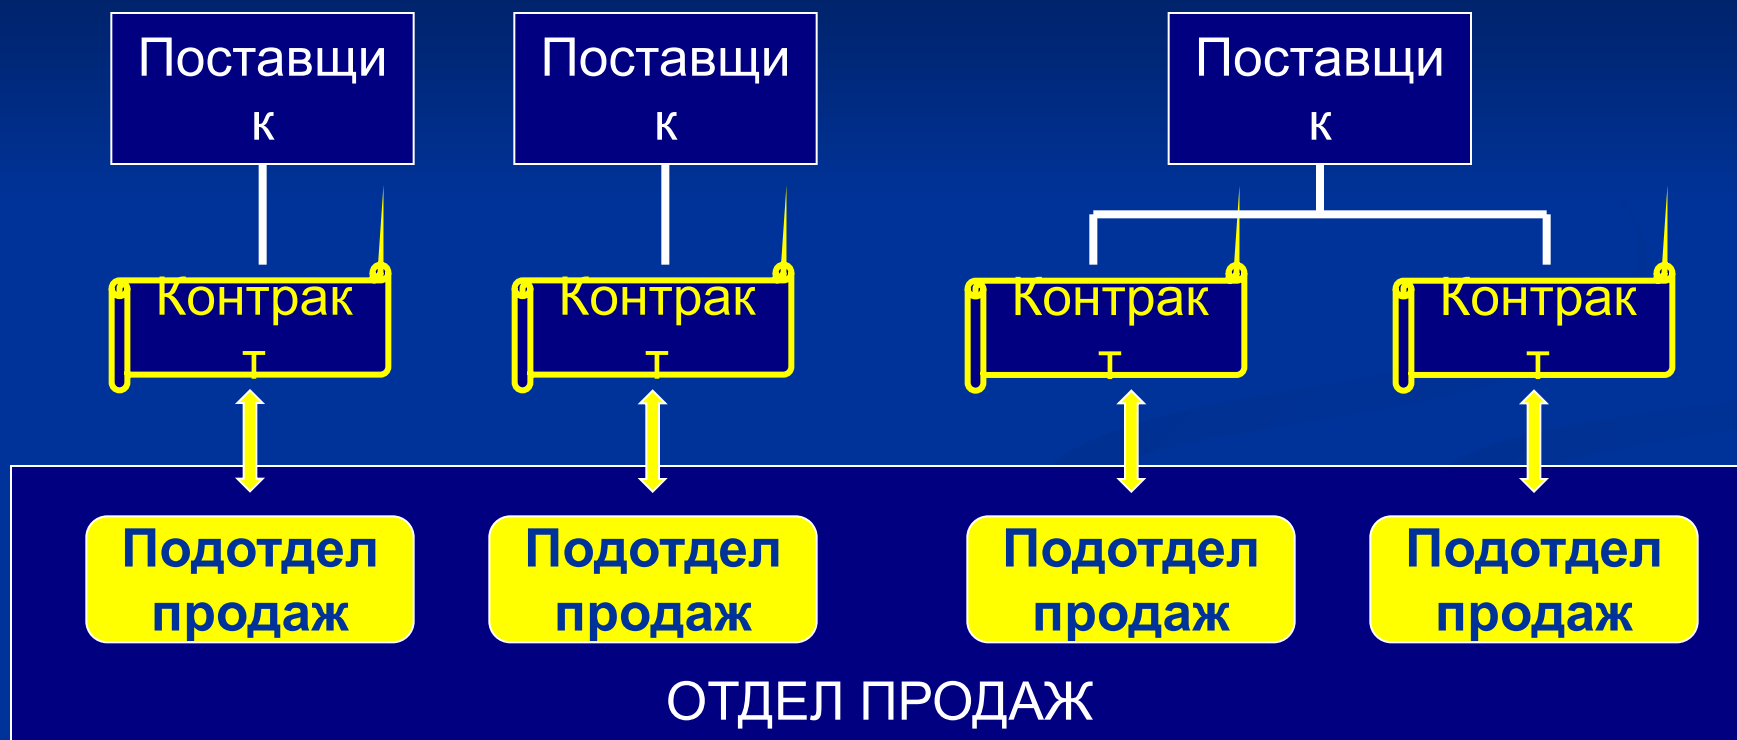 Поставщи
к
Поставщи
к
Поставщи
к
Контрак
т
Контрак
т
Контрак
т
Контрак
т
Подотдел
продаж
Подотдел
продаж
Подотдел
продаж
Подотдел
продаж
ОТДЕЛ ПРОДАЖ